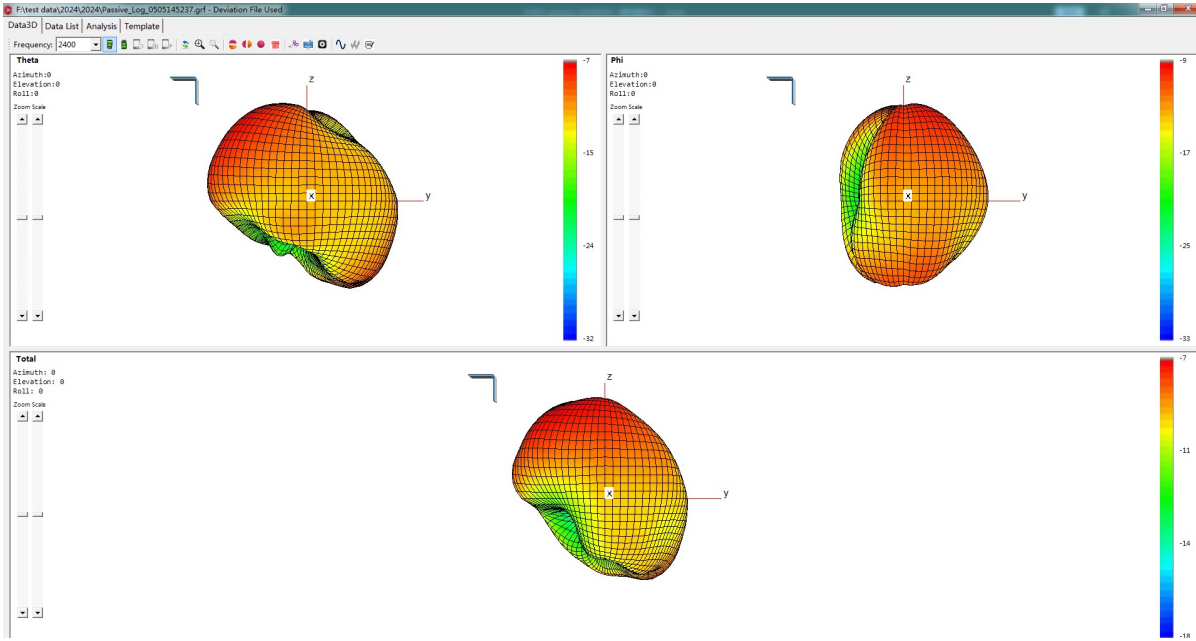 F:\test data\2024\2024\Passive_Log_0505145237.grf - Deviation File Used
Data3D Data List Analysis Template
Frequency: 2400
Theta
Azimuth:0
Elevation:0
Roll:0
Zoom Scale
z
x
y
-7
-15
-24
-32
Phi
Azimuth:0
Elevation:0
Roll:0
Zoom Scale
z
x
y
-9
-17
-25
-33
Total
Azimuth: 0
Elevation: 0
Roll: 0
Zoom Scale
z
x
y
-7
-11
-14
-18